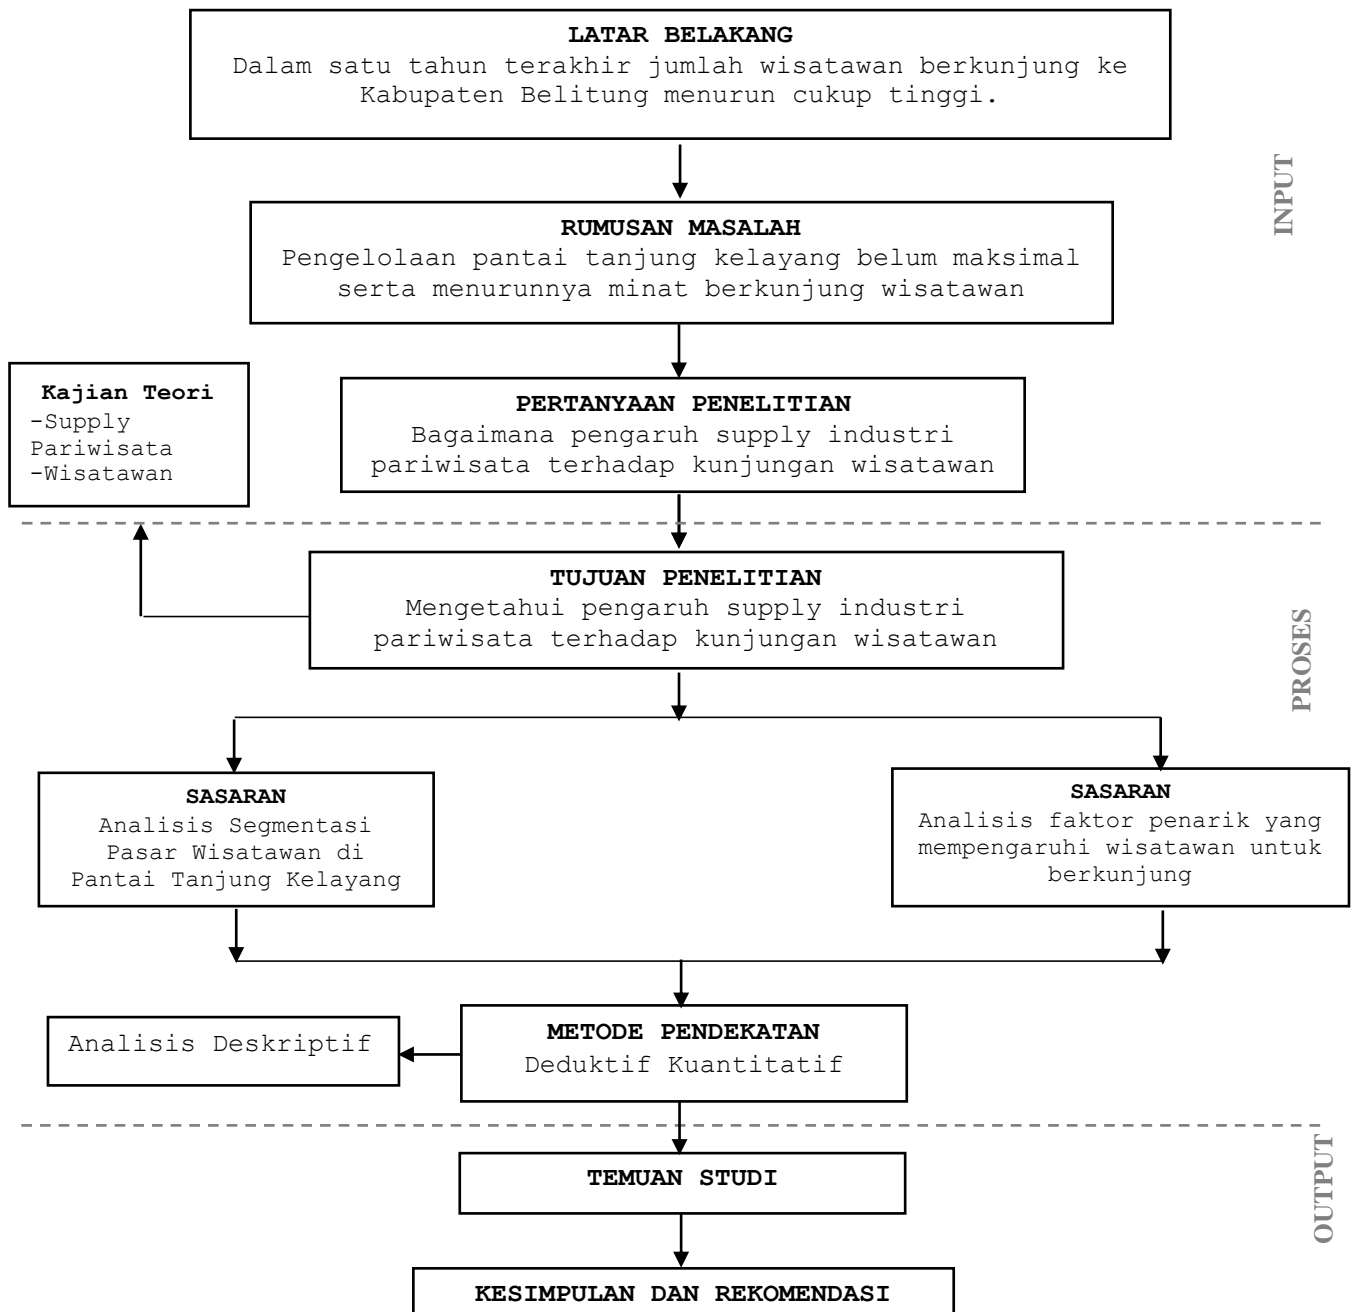 LATAR BELAKANG
Dalam satu tahun terakhir jumlah wisatawan berkunjung ke
Kabupaten Belitung menurun cukup tinggi.
INPUT
RUMUSAN MASALAH
Pengelolaan pantai tanjung kelayang belum maksimal
serta menurunnya minat berkunjung wisatawan
Kajian Teori
-Supply
Pariwisata
-Wisatawan
PERTANYAAN PENELITIAN
Bagaimana pengaruh supply industri
pariwisata terhadap kunjungan wisatawan
TUJUAN PENELITIAN
Mengetahui pengaruh supply industri
pariwisata terhadap kunjungan wisatawan
PROSES
SASARAN
Analisis Segmentasi
Pasar Wisatawan di
Pantai Tanjung Kelayang
SASARAN
Analisis faktor penarik yang
mempengaruhi wisatawan untuk
berkunjung
Analisis Deskriptif
METODE PENDEKATAN
Deduktif Kuantitatif
OUTPUT
TEMUAN STUDI
KESIMPULAN DAN REKOMENDASI